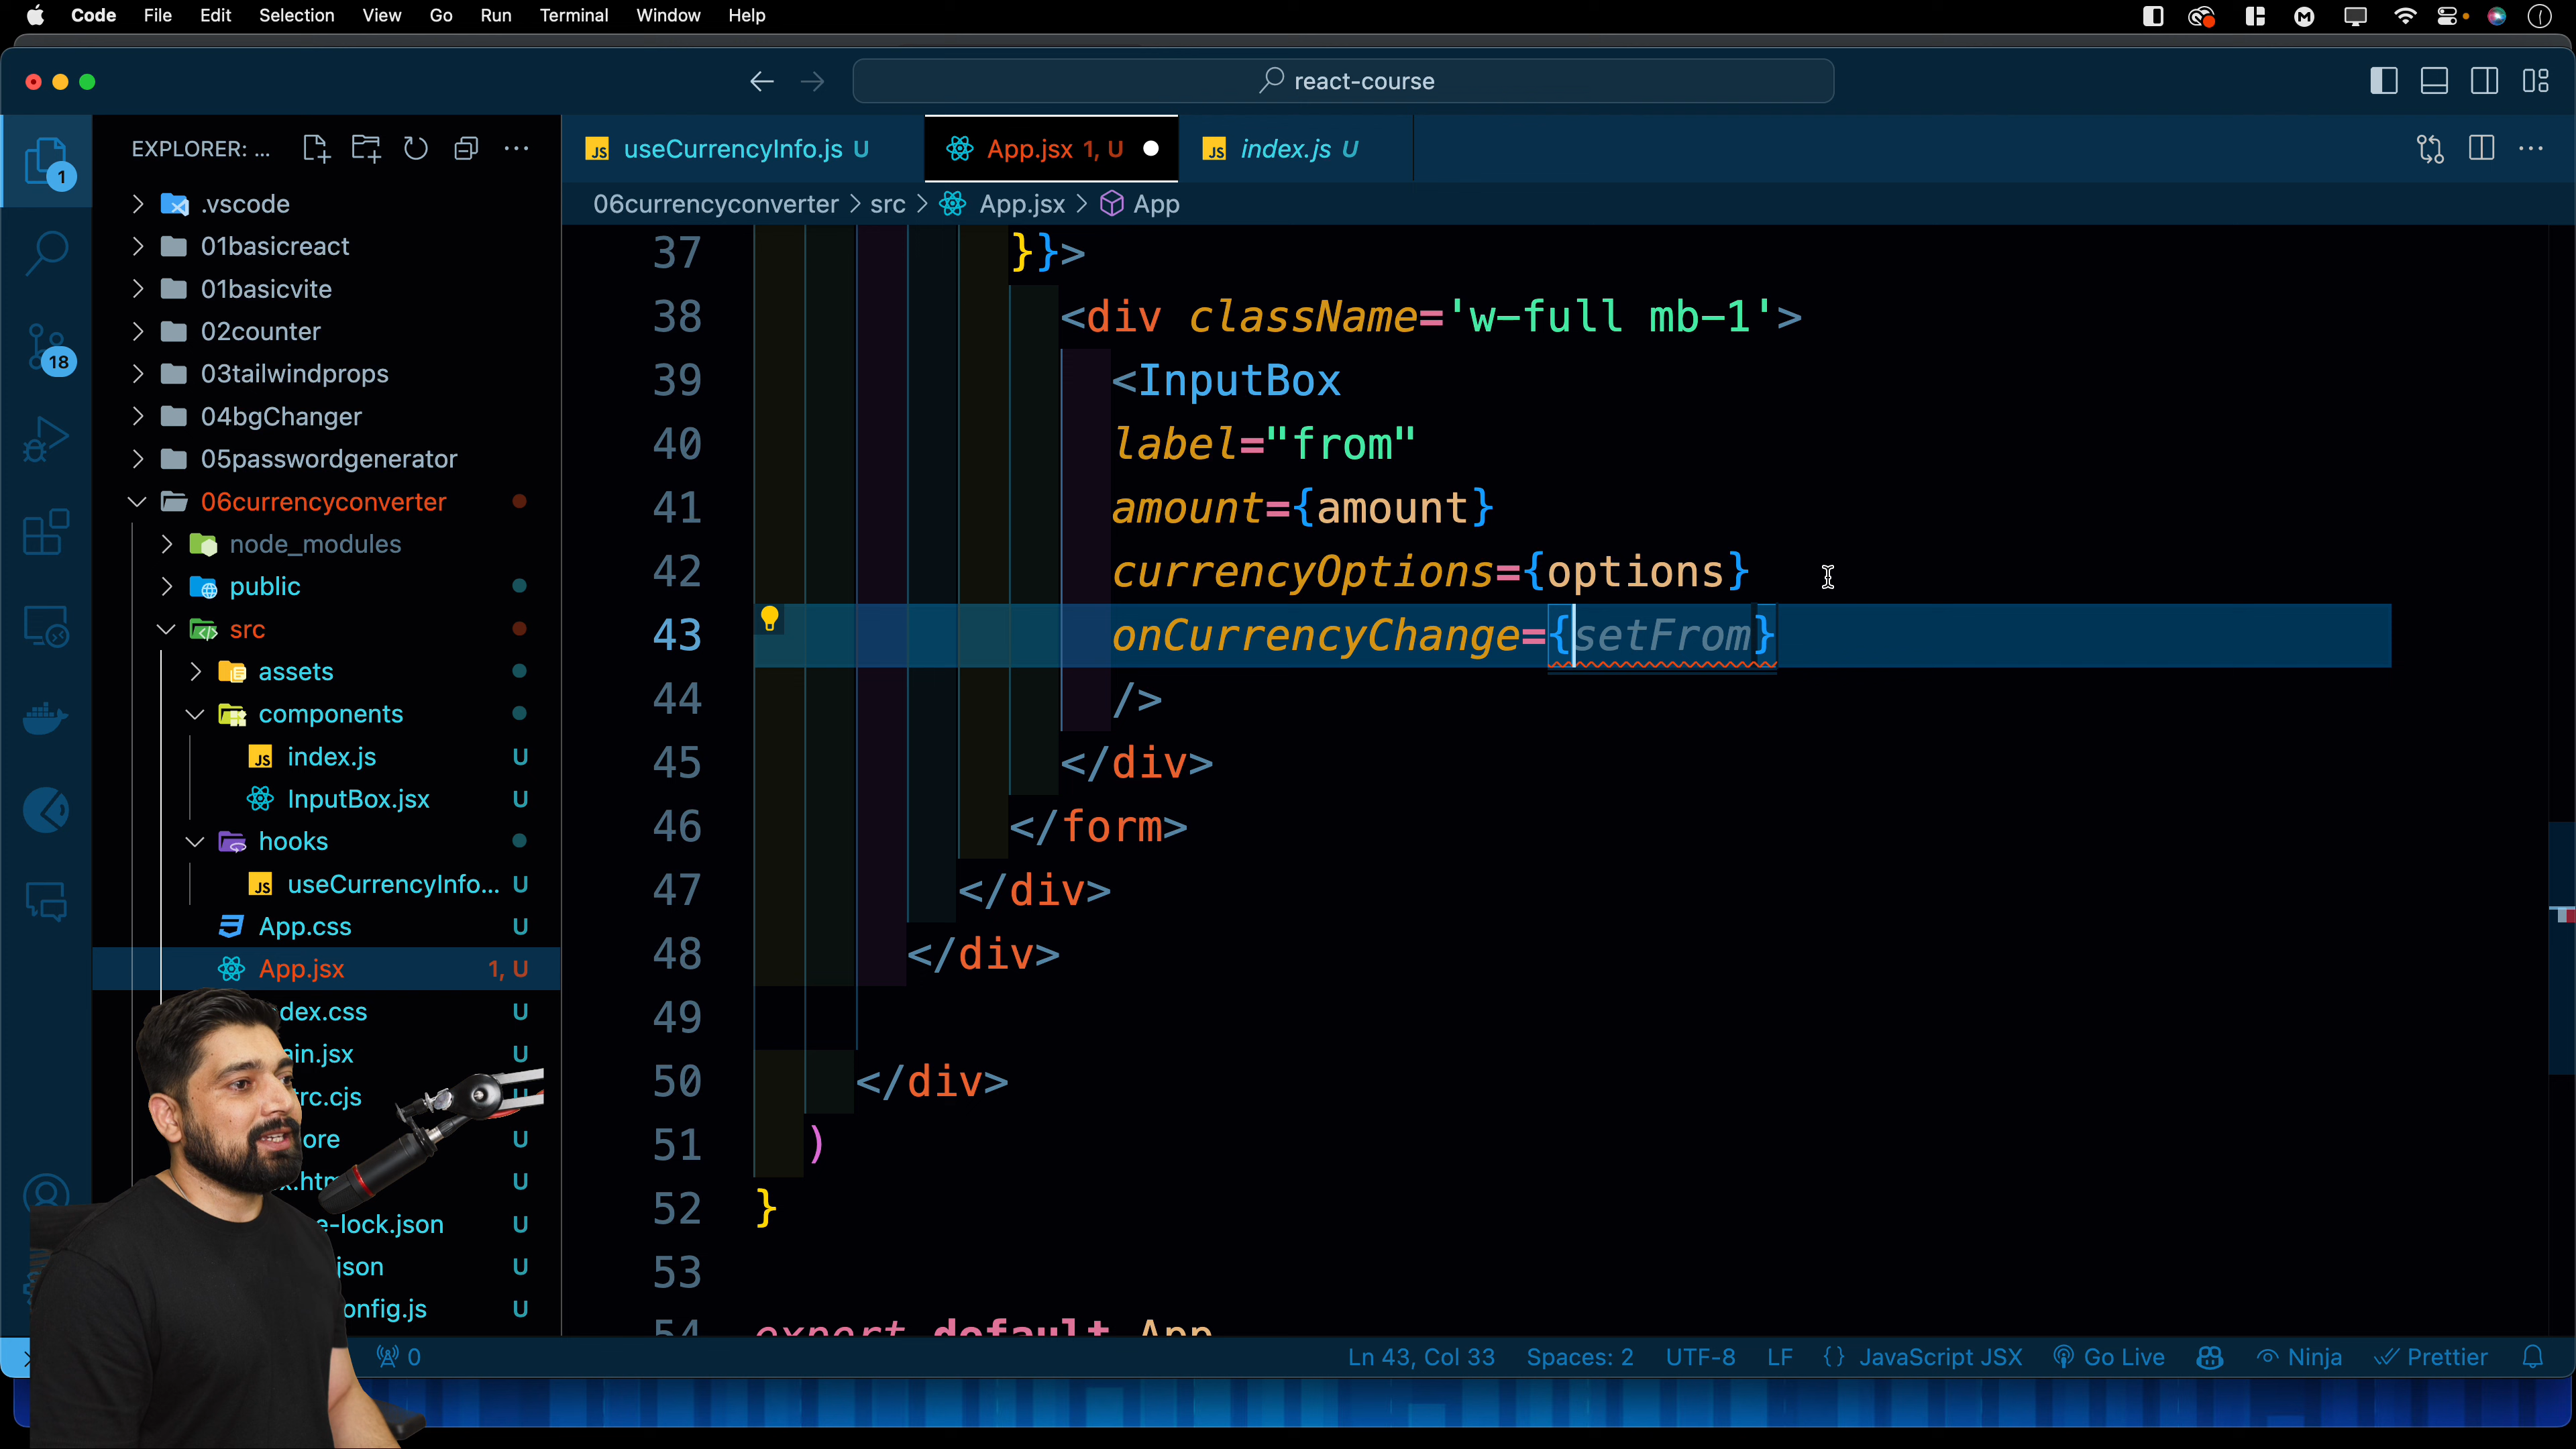 Code File Edit Selection View Go Run Terminal Window Help
react-course
EXPLORER: ...
useCurrencyInfo.js U
App.jsx 1, U
index.js U
06currencyconverter > src > App.jsx > App
1
18
.vscode
01basicreact
01basicvite
02counter
03tailwindprops
04bgChanger
05passwordgenerator
06currencyconverter
node_modules
public
src
assets
components
index.js U
InputBox.jsx U
hooks
useCurrencyInfo... U
App.css U
App.jsx 1, U
dex.css U
ain.jsx U
trc.cjs U
ore U
x.htm U
e-lock.json U
json U
onfig.js U
37 }}>
38 <div className='w-full mb-1'>
39 <InputBox
40 label="from"
41 amount={amount}
42 currencyOptions={options}
43 onCurrencyChange={setFrom}
44 />
45 </div>
46 </form>
47 </div>
48 </div>
49
50 </div>
51 )
52 }
53
54 export default App
0 Ln 43, Col 33 Spaces: 2 UTF-8 LF {} JavaScript JSX Go Live Ninja Prettier